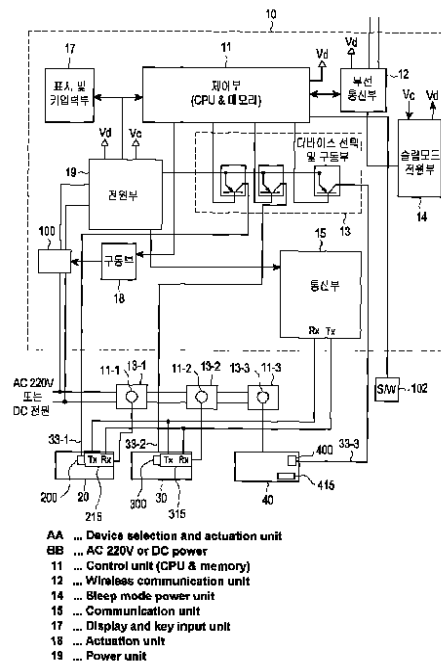 10
17
11
Vd
Vd
12
표시 및
키입력부
제어부
(CPU & 메모리)
무선
통신부
Vd
Vc
Vc
Vd
디바이스 선택
및 구동부
슬립모드
전원부
19
전원부
13
14
100
구동부
18
15
통신부
Rx Tx
AC 220V
또는
DC 전원
11-1
13-1
11-2
13-2
13-3
11-3
S/W
102
33-1
33-2
33-3
Tx Rx
Tx Rx
400
200
20
215
300
30
315
40
415
AA ... Device selection and actuation unit
BB ... AC 220V or DC power
11 ... Control unit (CPU & memory)
12 ... Wireless communication unit
14 ... Sleep mode power unit
15 ... Communication unit
17 ... Display and key input unit
18 ... Actuation unit
19 ... Power unit